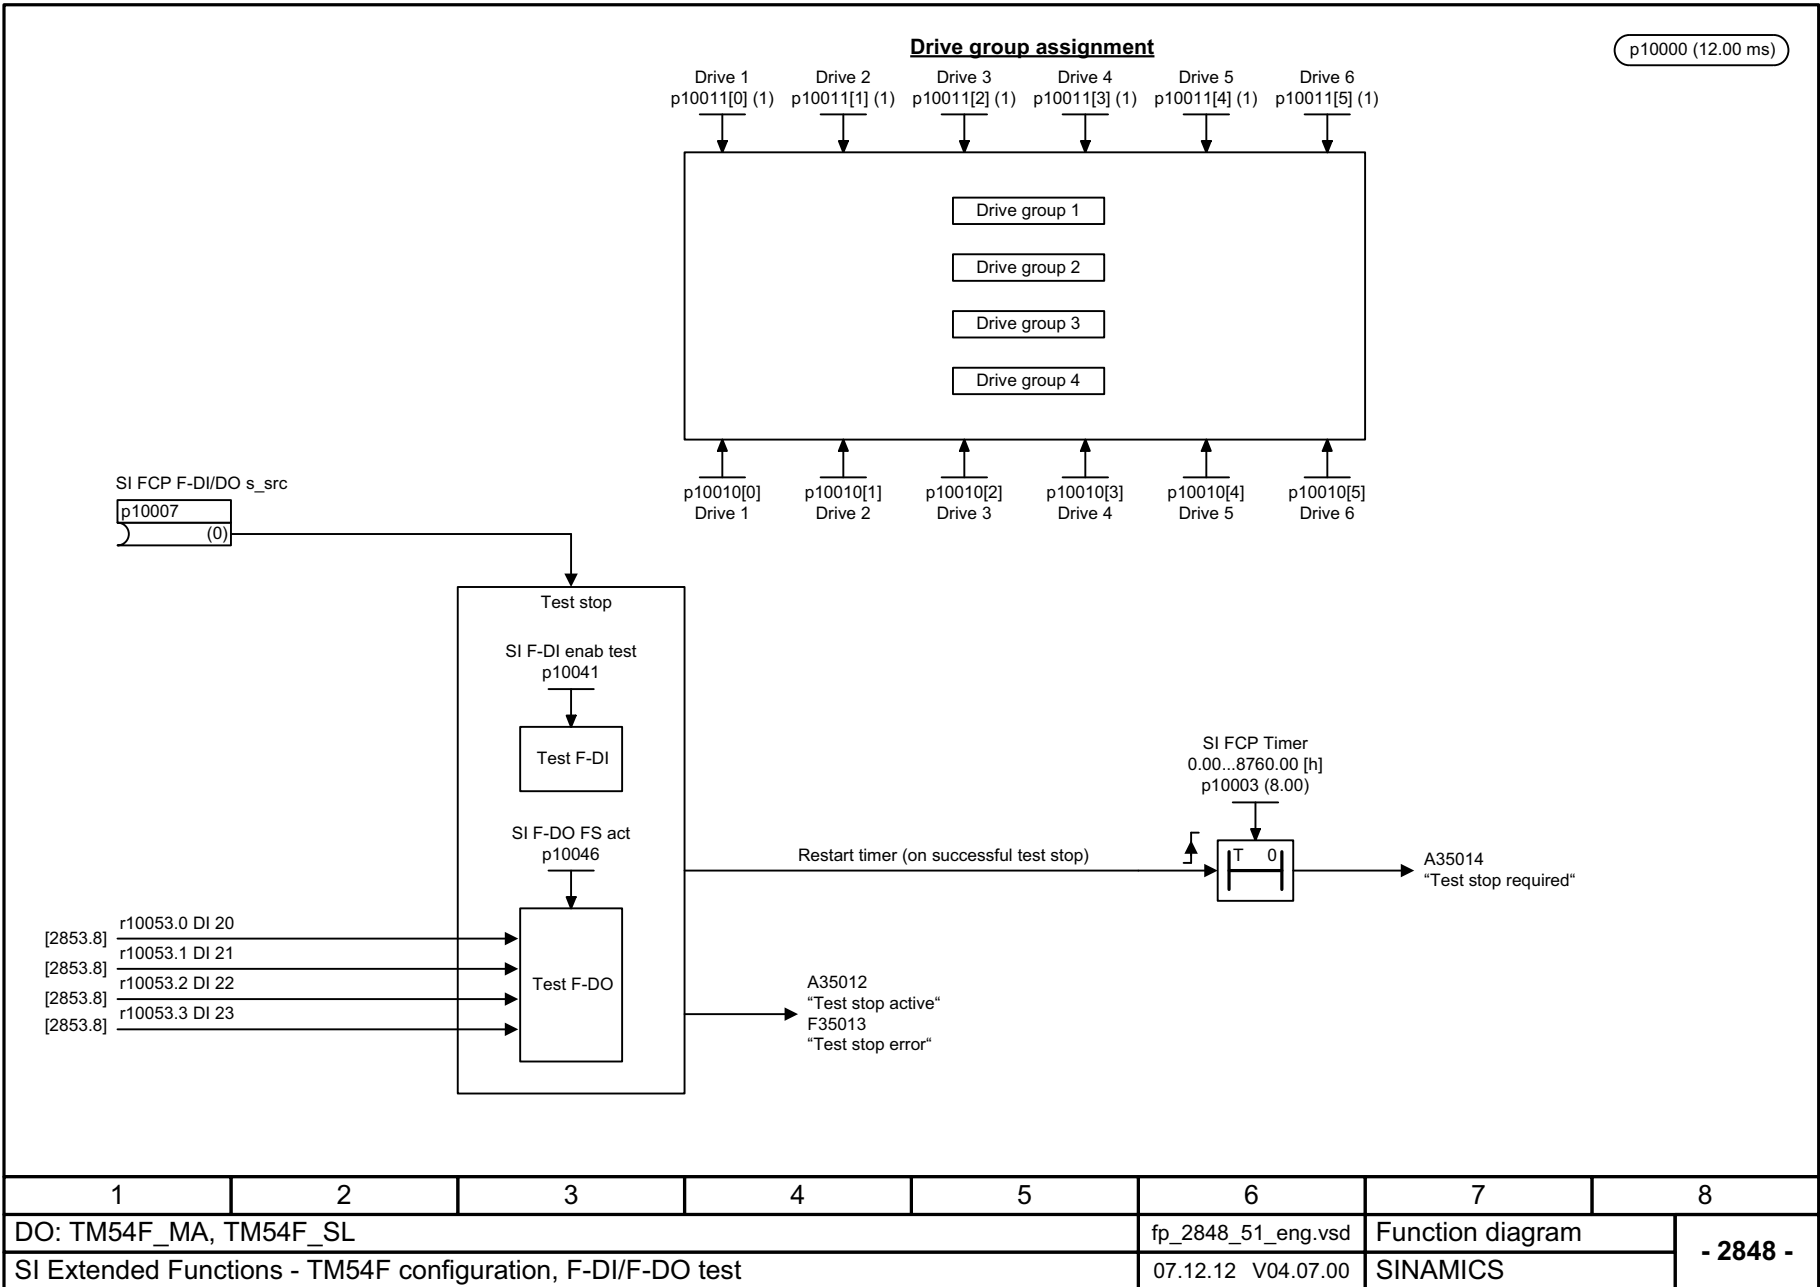 Drive group assignment
p10000 (12.00 ms)
Drive 1 Drive 2 Drive 3 Drive 4 Drive 5 Drive 6
p10011[0] (1) p10011[1] (1) p10011[2] (1) p10011[3] (1) p10011[4] (1) p10011[5] (1)
Drive group 1
Drive group 2
Drive group 3
Drive group 4
p10010[0] p10010[1] p10010[2] p10010[3] p10010[4] p10010[5]
Drive 1 Drive 2 Drive 3 Drive 4 Drive 5 Drive 6
SI FCP F-DI/DO s_src
p10007
(0)
Test stop
SI F-DI enab test
p10041
Test F-DI
SI F-DO FS act
p10046
Test F-DO
[2853.8] r10053.0 DI 20
[2853.8] r10053.1 DI 21
[2853.8] r10053.2 DI 22
[2853.8] r10053.3 DI 23
Restart timer (on successful test stop)
SI FCP Timer
0.00...8760.00 [h]
p10003 (8.00)
T 0
A35014
“Test stop required“
A35012
“Test stop active“
F35013
“Test stop error“
1 2 3 4 5 6 7 8
DO: TM54F_MA, TM54F_SL fp_2848_51_eng.vsd Function diagram
- 2848 -
SI Extended Functions - TM54F configuration, F-DI/F-DO test 07.12.12 V04.07.00 SINAMICS